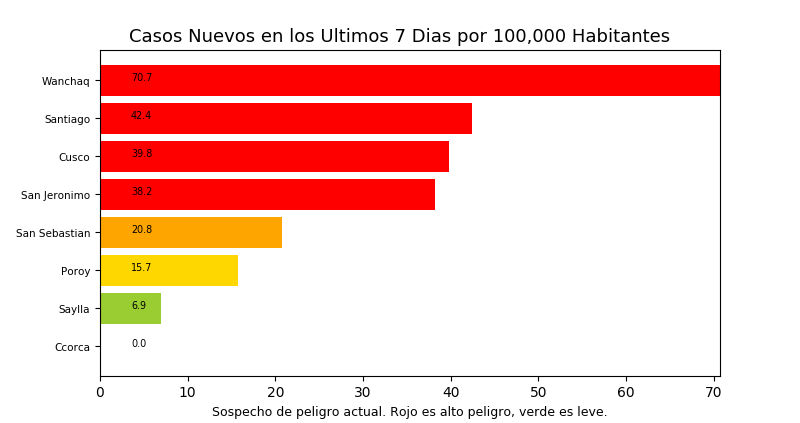 Casos Nuevos en los Ultimos 7 Dias por 100,000 Habitantes
Wanchaq 70.7
Santiago 42.4
Cusco 39.8
San Jeronimo 38.2
San Sebastian 20.8
Poroy 15.7
Saylla 6.9
Ccorca 0.0
0 10 20 30 40 50 60 70
Sospecho de peligro actual. Rojo es alto peligro, verde es leve.